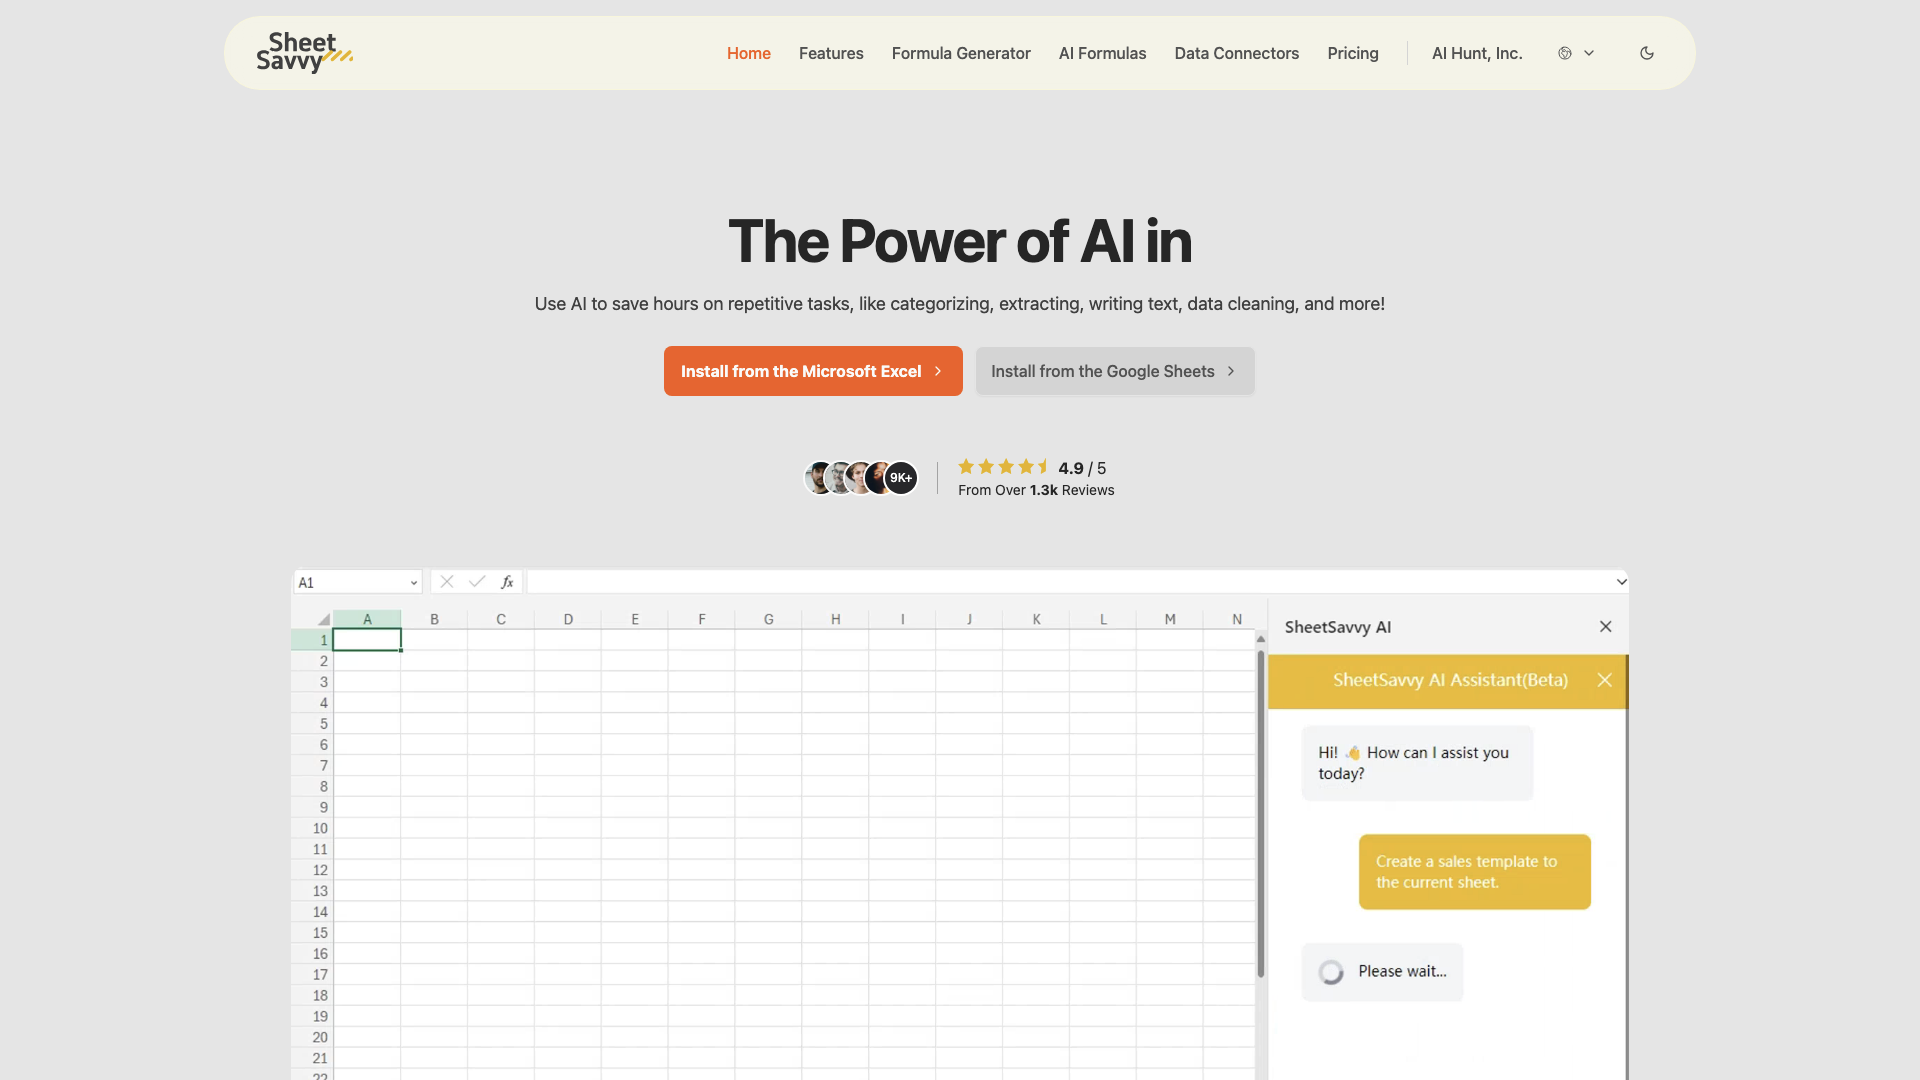 Sheet
Savvy
Home
Features
Formula Generator
AI Formulas
Data Connectors
Pricing
AI Hunt, Inc.
The Power of AI in
Use AI to save hours on repetitive tasks, like categorizing, extracting, writing text, data cleaning, and more!
Install from the Microsoft Excel
Install from the Google Sheets
9K+
4.9 / 5
From Over 1.3k Reviews
A1
fx
A B C D E F G H I J K L M N
1
2
3
4
5
6
7
8
9
10
11
12
13
14
15
16
17
18
19
20
21
22
SheetSavvy AI
SheetSavvy AI Assistant(Beta)
Hi! 👋 How can I assist you
today?
Create a sales template to
the current sheet.
Please wait...